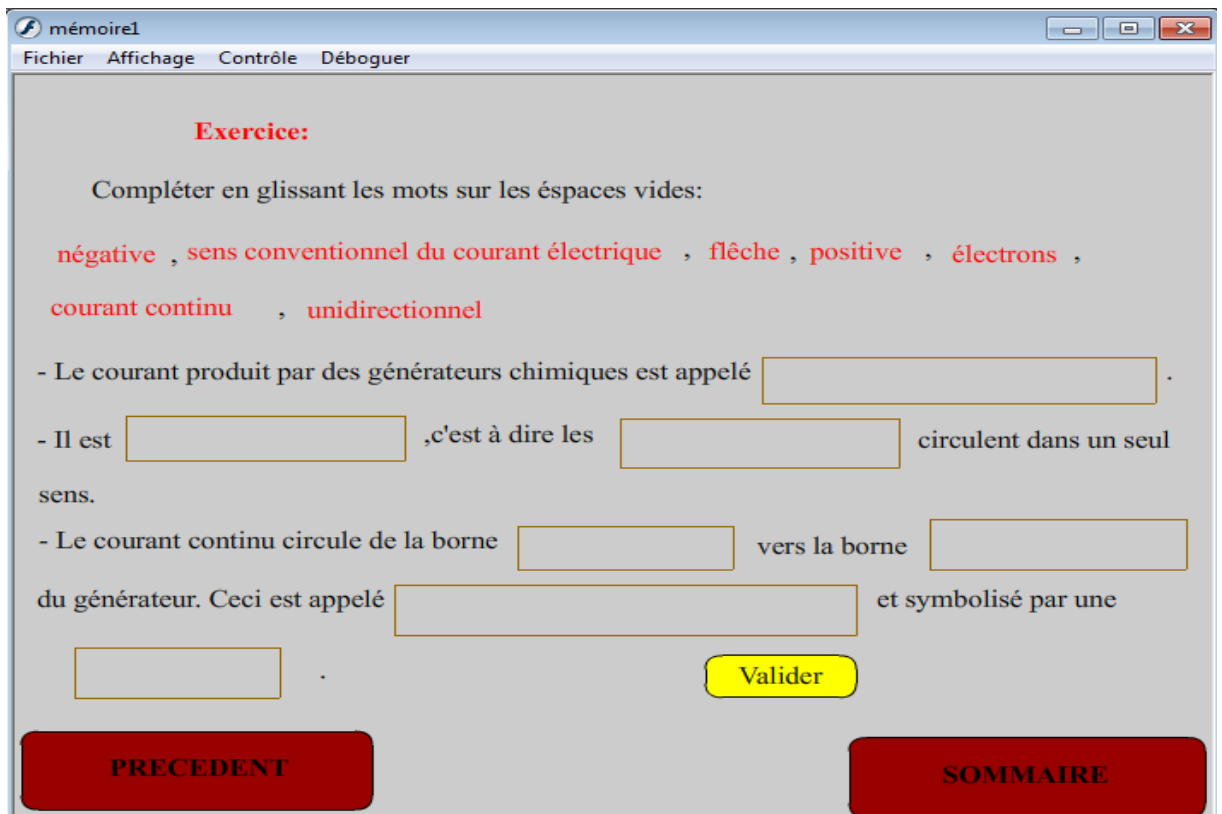 mémoire1
Fichier Affichage Contrôle Déboguer
Exercice:
Compléter en glissant les mots sur les éspaces vides:
négative , sens conventionnel du courant électrique , flêche , positive , électrons ,
courant continu , unidirectionnel
- Le courant produit par des générateurs chimiques est appelé .
- Il est ,c'est à dire les circulent dans un seul
sens.
- Le courant continu circule de la borne vers la borne
du générateur. Ceci est appelé et symbolisé par une
.
Valider
PRECEDENT
SOMMAIRE